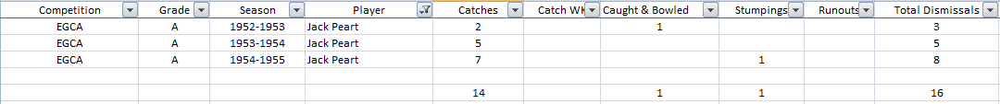 Competition Grade Season Player Catches Catch WK Caught & Bowled Stumpings Runouts Total Dismissals
EGCA A 1952-1953 Jack Peart 2 1 3
EGCA A 1953-1954 Jack Peart 5 5
EGCA A 1954-1955 Jack Peart 7 1 8
14 1 1 16